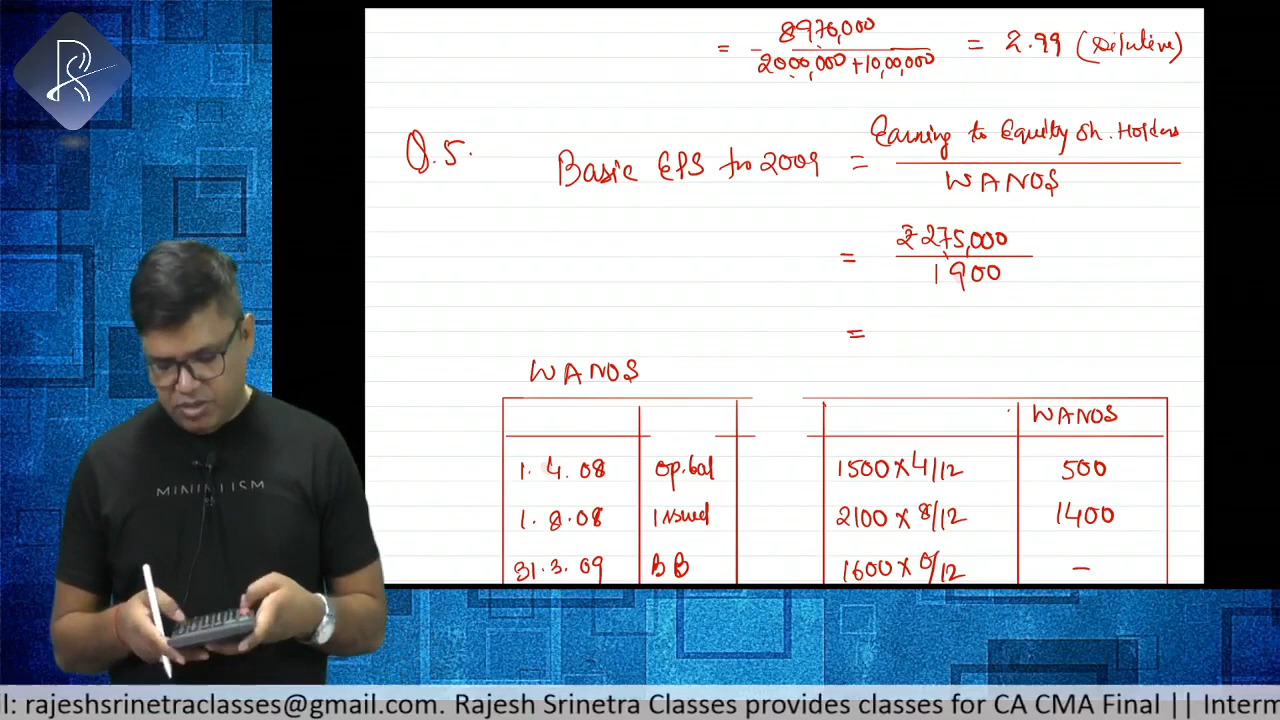 RS
= 8970,000 / 2000,000 + 10,00,000 = 2.99 (Dilutive)
Q.5. Basic EPS for 2009 = Earning to Equity Sh. Holders / WANOS
= ₹ 275,000 / 1900
=
WANOS
WANOS
1. 4. 08 op.bal 1500 × 4/12 500
1. 8. 08 Issued 2100 × 8/12 1400
31. 3. 09 BB 1600 × 0/12 –
MINIMALISM
l: rajeshsrinetraclasses@gmail.com. Rajesh Srinetra Classes provides classes for CA CMA Final || Interm